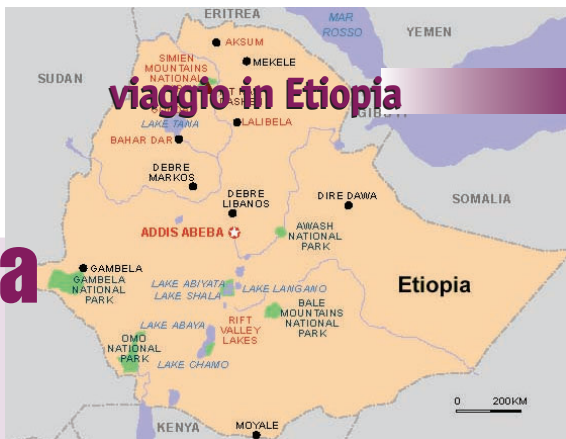 ERITREA
MAR
ROSSO
YEMEN
AKSUM
SUDAN
SIMIEN
MOUNTAINS
NATIONAL
MEKELE
viaggio in Etiopia
LAKE TANA
LALIBELA
BAHAR DAR
DEBRE
MARKOS
DEBRE
LIBANOS
DIRE DAWA
SOMALIA
ADDIS ABEBA
AWASH
NATIONAL
PARK
a
GAMBELA
GAMBELA
NATIONAL
PARK
LAKE ABIYATA
LAKE SHALA
LAKE LANGANO
Etiopia
BALE
MOUNTAINS
NATIONAL
PARK
LAKE ABAYA
RIFT
VALLEY
LAKES
OMO
NATIONAL
PARK
LAKE CHAMO
0 200KM
KENYA
MOYALE